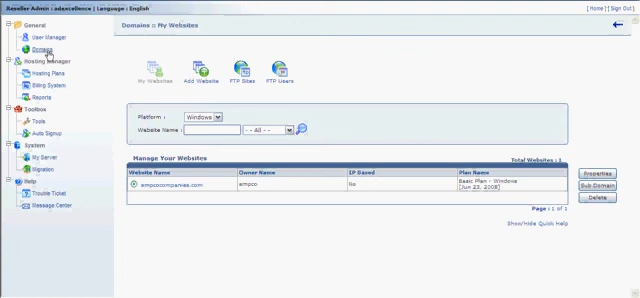 Reseller Admin : adaxcellence | Language : English
[ Home ] [ Sign Out ]
General
User Manager
Domains
Hosting Manager
Hosting Plans
Billing System
Reports
Toolbox
Tools
Auto Signup
System
My Server
Migration
Help
Trouble Ticket
Message Center
Domains :: My Websites
My Websites
Add Website
FTP Sites
FTP Users
Platform :
Windows
Website Name :
- - All - -
Manage Your Websites
Total Websites : 1
Website Name
Owner Name
IP Based
Plan Name
ampcocompanies.com
ampco
No
Basic Plan - Windows
[Jun 23, 2008]
Properties
Sub Domain
Delete
Page : 1 of 1
Show/Hide Quick Help